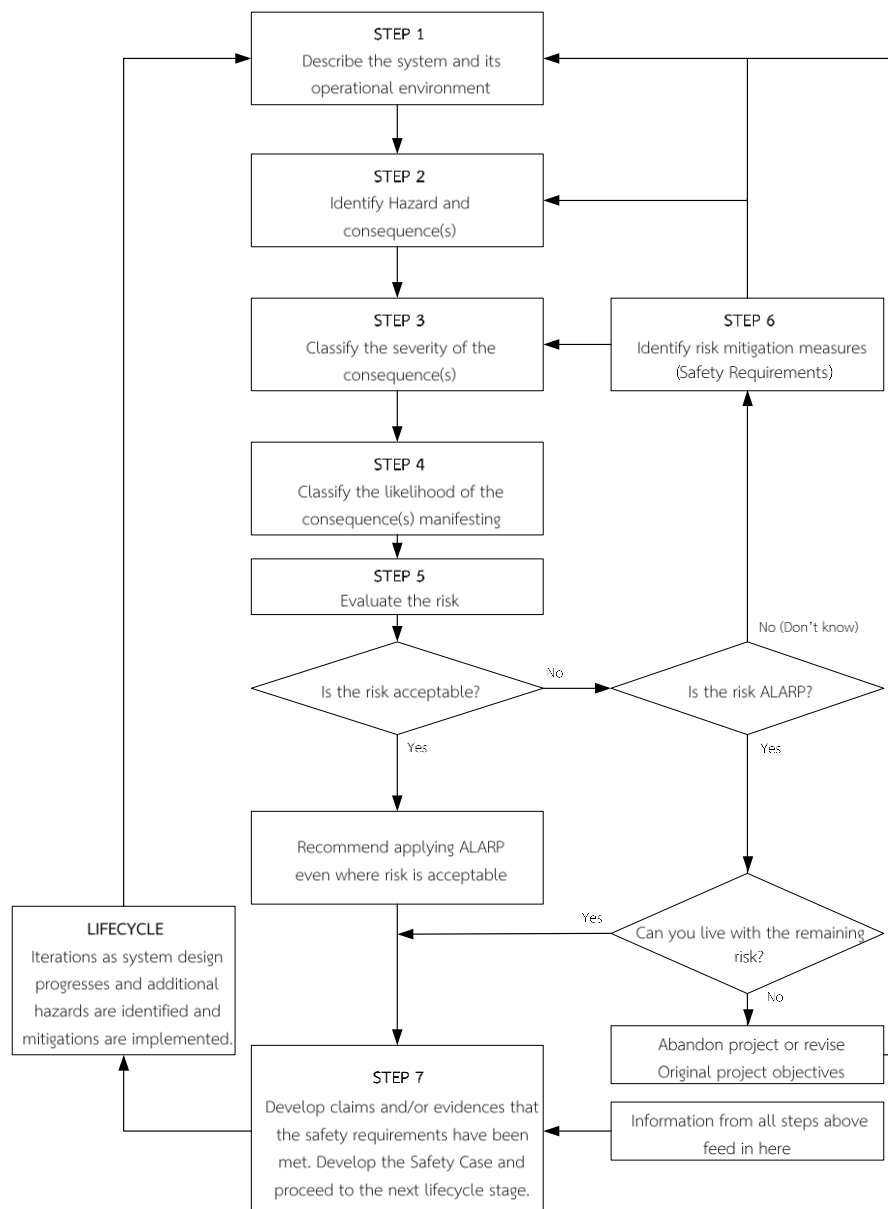 STEP 1
Describe the system and its
operational environment
STEP 2
Identify Hazard and
consequence(s)
STEP 3
Classify the severity of the
consequence(s)
STEP 6
Identify risk mitigation measures
(Safety Requirements)
STEP 4
Classify the likelihood of the
consequence(s) manifesting
STEP 5
Evaluate the risk
No (Don't know)
Is the risk acceptable?
No
Is the risk ALARP?
Yes
Yes
Recommend applying ALARP
even where risk is acceptable
LIFECYCLE
Iterations as system design
progresses and additional
hazards are identified and
mitigations are implemented.
Yes
Can you live with the remaining
risk?
No
Abandon project or revise
Original project objectives
STEP 7
Develop claims and/or evidences that
the safety requirements have been
met. Develop the Safety Case and
proceed to the next lifecycle stage.
Information from all steps above
feed in here